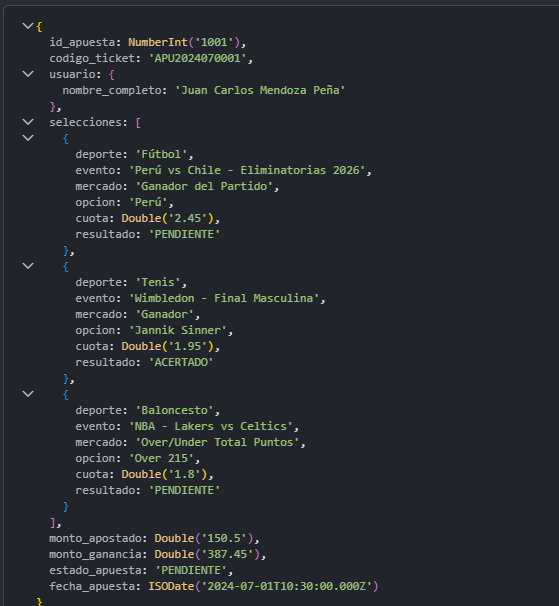 {
id_apuesta: NumberInt('1001'),
codigo_ticket: 'APU2024070001',
usuario: {
nombre_completo: 'Juan Carlos Mendoza Peña'
},
selecciones: [
{
deporte: 'Fútbol',
evento: 'Perú vs Chile - Eliminatorias 2026',
mercado: 'Ganador del Partido',
opcion: 'Perú',
cuota: Double('2.45'),
resultado: 'PENDIENTE'
},
{
deporte: 'Tenis',
evento: 'Wimbledon - Final Masculina',
mercado: 'Ganador',
opcion: 'Jannik Sinner',
cuota: Double('1.95'),
resultado: 'ACERTADO'
},
{
deporte: 'Baloncesto',
evento: 'NBA - Lakers vs Celtics',
mercado: 'Over/Under Total Puntos',
opcion: 'Over 215',
cuota: Double('1.8'),
resultado: 'PENDIENTE'
}
],
monto_apostado: Double('150.5'),
monto_ganancia: Double('387.45'),
estado_apuesta: 'PENDIENTE',
fecha_apuesta: ISODate('2024-07-01T10:30:00.000Z')
}